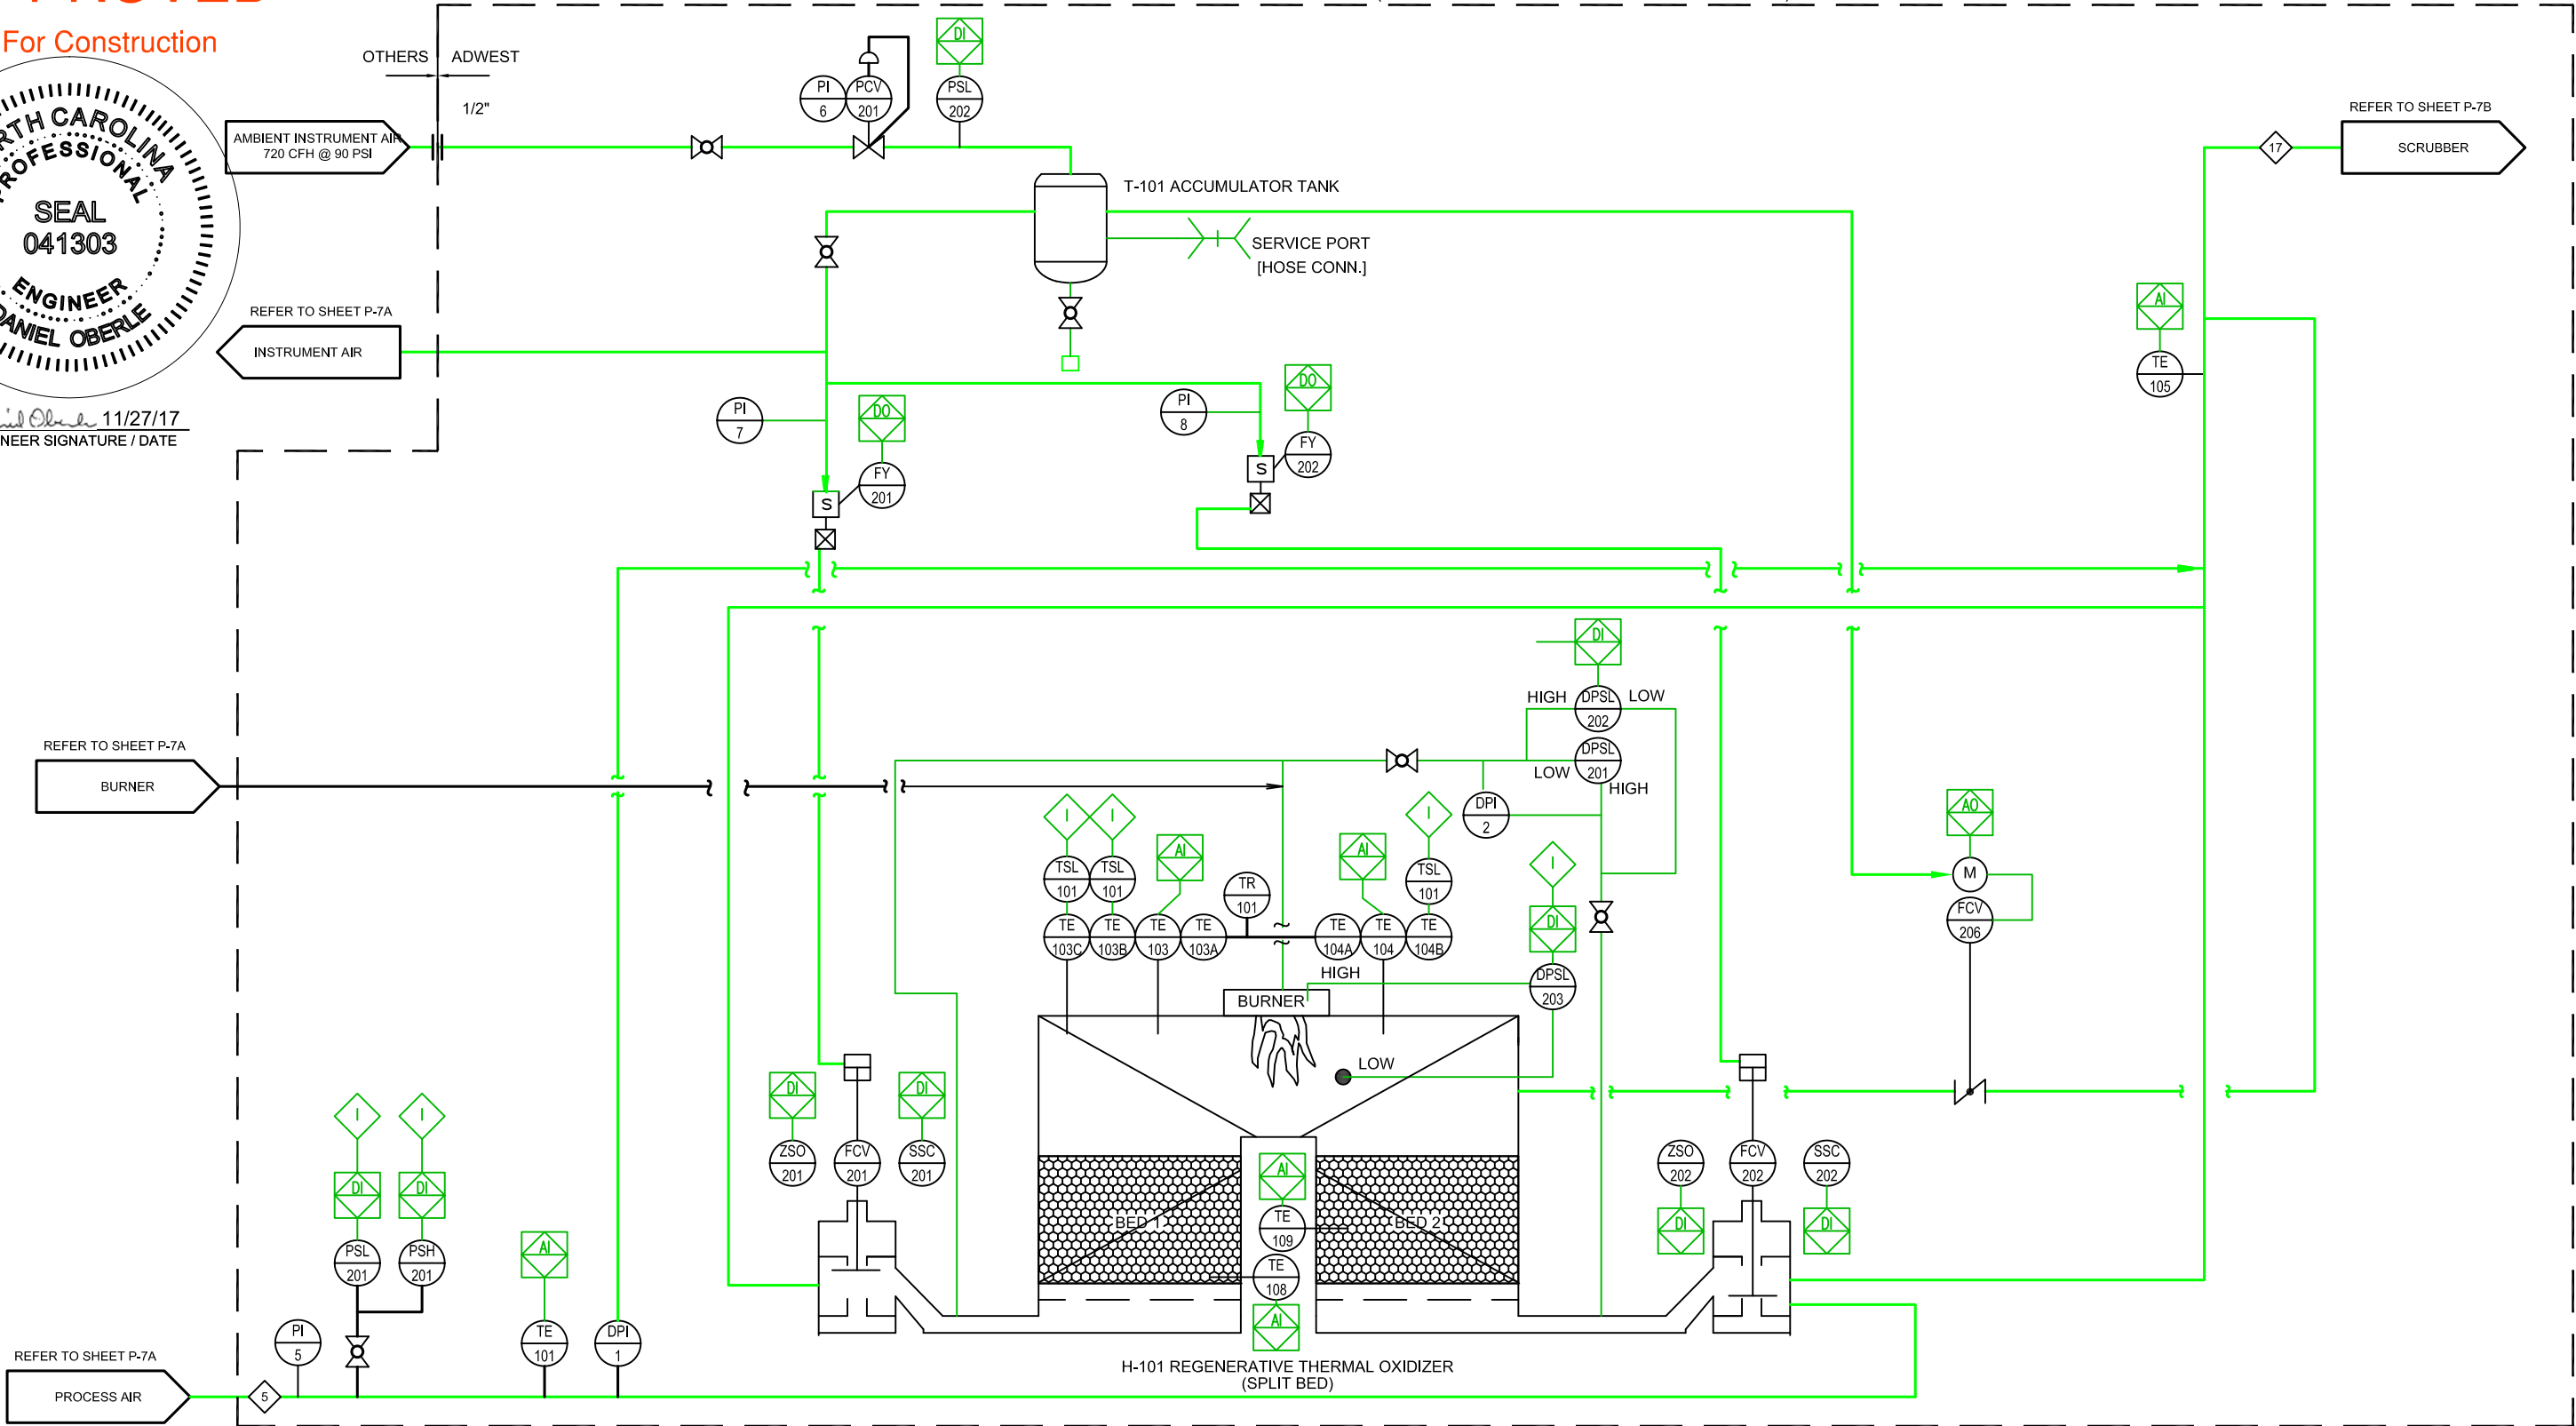 For Construction
OTHERS
ADWEST
1/2"
AMBIENT INSTRUMENT AIR
720 CFH @ 90 PSI
PI
6
PCV
201
DI
PSL
202
REFER TO SHEET P-7B
SCRUBBER
17
CAROLINA
PROFESSIONAL
SEAL
041303
ENGINEER
DANIEL OBERLE
11/27/17
SIGNATURE / DATE
T-101 ACCUMULATOR TANK
SERVICE PORT
[HOSE CONN.]
REFER TO SHEET P-7A
INSTRUMENT AIR
AI
TE
105
PI
7
DO
FY
201
S
PI
8
DO
FY
202
S
DI
HIGH
DPSL
202
LOW
DPSL
201
LOW
HIGH
DPI
2
REFER TO SHEET P-7A
BURNER
I
I
TSL
101
TSL
101
AI
TR
101
AI
I
TSL
101
I
DI
DPSL
203
TE
103C
TE
103B
TE
103
TE
103A
TE
104A
TE
104
TE
104B
HIGH
BURNER
LOW
AO
M
FCV
206
DI
ZSO
201
FCV
201
DI
SSC
201
ZSO
202
DI
FCV
202
SSC
202
DI
BED 1
BED 2
AI
TE
109
TE
108
AI
I
I
DI
DI
PSL
201
PSH
201
AI
TE
101
DPI
1
PI
5
REFER TO SHEET P-7A
PROCESS AIR
5
H-101 REGENERATIVE THERMAL OXIDIZER
(SPLIT BED)